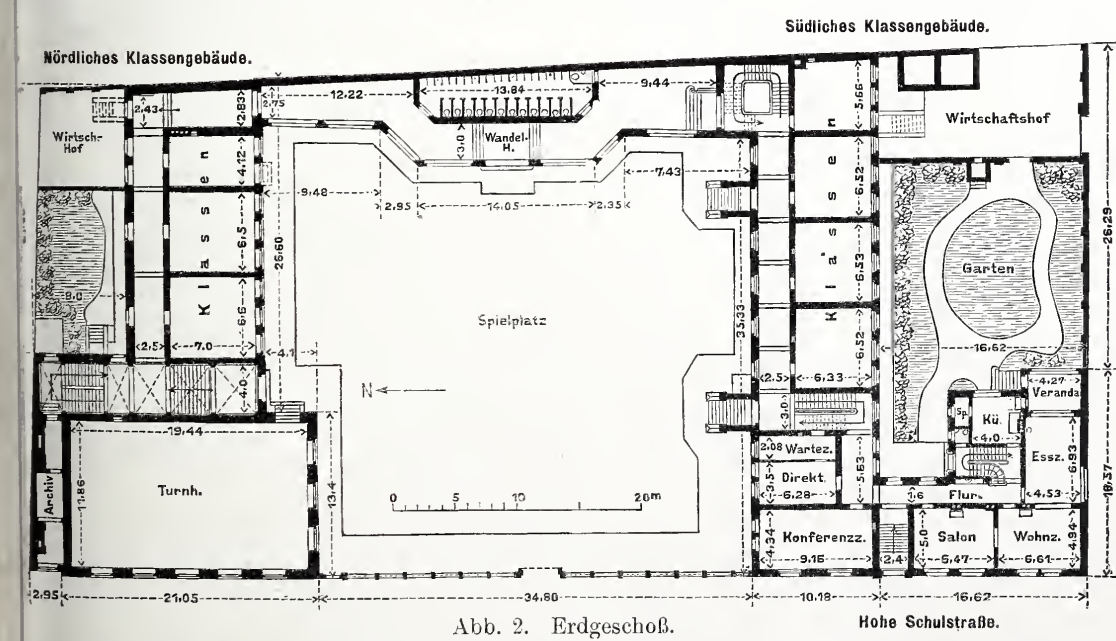 Südliches Klassengebäude.
Nördliches Klassengebäude.
12,22
13,84
9,44
2,75
2,43
2,83
5,66
Wirtsch-
Hof
Wandel-
H.
3,0
Wirtschaftshof
4,12
Klassen
6,52
Klassen
7,43
9,48
2,95
14,05
2,35
26,29
6,5
26,60
6,53
Garten
9,0
Spielplatz
35,33
6,6
6,52
2,5
7,0
4,1
16,62
N
2,5
6,33
4,27
Veranda
4,0
3,0
Sp.
Kü.
4,0
19,44
2,08
Wartez.
5,63
Essz.
6,93
Archiv
11,86
Turnh.
13,4
0 5 10 20m
Direkt.
3,5
6,28
1,6
Flur.
4,53
18,37
4,34
Konferenzz.
9,15
2,4
5,0
Salon
6,47
Wohnz.
6,61
4,94
2,95
21,05
34,80
10,18
16,62
Abb. 2. Erdgeschoß.
Hohe Schulstraße.